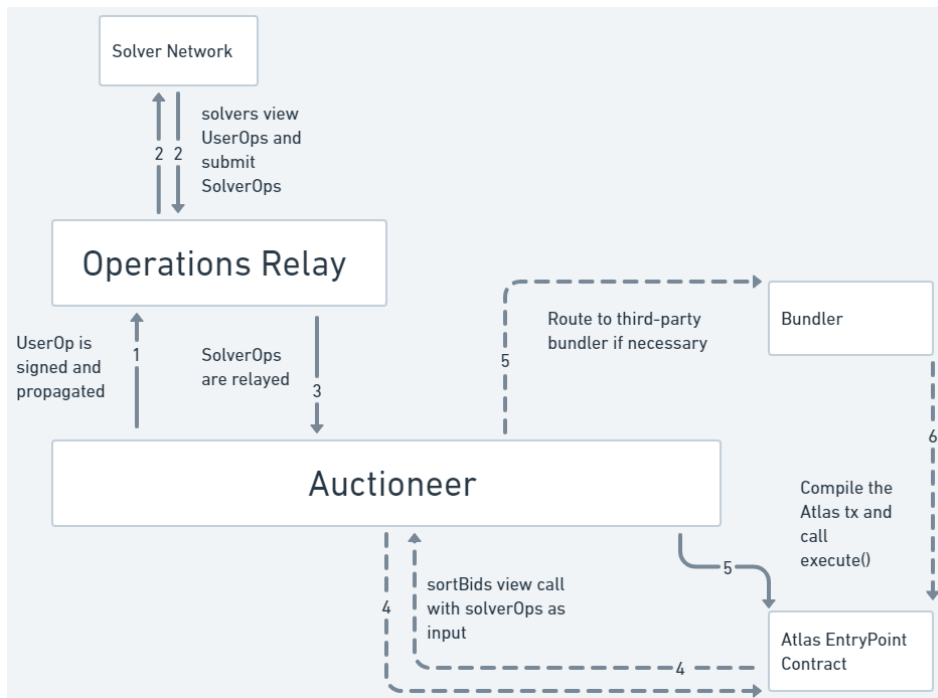 Solver Network
solvers view
UserOps and
submit
SolverOps
2
2
Operations Relay
UserOp is
signed and
propagated
1
SolverOps
are relayed
3
5
Route to third-party
bundler if necessary
Bundler
6
Auctioneer
Compile the
Atlas tx and
call
execute()
5
4
sortBids view call
with solverOps as
input
4
Atlas EntryPoint
Contract